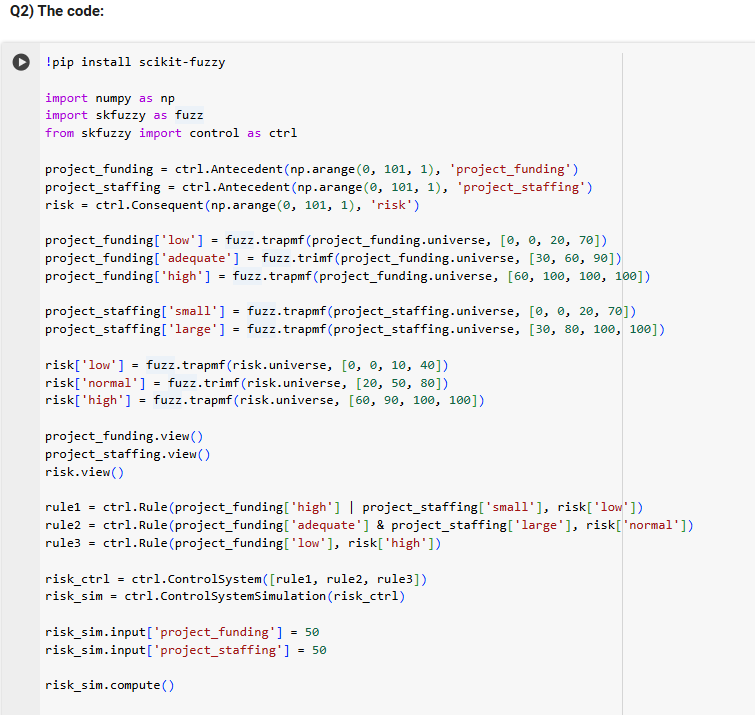 Q2) The code:
!pip install scikit-fuzzy
import numpy as np
import skfuzzy as fuzz
from skfuzzy import control as ctrl
project_funding = ctrl.Antecedent(np.arange(0, 101, 1), 'project_funding')
project_staffing = ctrl.Antecedent(np.arange(0, 101, 1), 'project_staffing')
risk = ctrl.Consequent(np.arange(0, 101, 1), 'risk')
project_funding['low'] = fuzz.trapmf(project_funding.universe, [0, 0, 20, 70])
project_funding['adequate'] = fuzz.trimf(project_funding.universe, [30, 60, 90])
project_funding['high'] = fuzz.trapmf(project_funding.universe, [60, 100, 100, 100])
project_staffing['small'] = fuzz.trapmf(project_staffing.universe, [0, 0, 20, 70])
project_staffing['large'] = fuzz.trapmf(project_staffing.universe, [30, 80, 100, 100])
risk['low'] = fuzz.trapmf(risk.universe, [0, 0, 10, 40])
risk['normal'] = fuzz.trimf(risk.universe, [20, 50, 80])
risk['high'] = fuzz.trapmf(risk.universe, [60, 90, 100, 100])
project_funding.view()
project_staffing.view()
risk.view()
rule1 = ctrl.Rule(project_funding['high'] | project_staffing['small'], risk['low'])
rule2 = ctrl.Rule(project_funding['adequate'] & project_staffing['large'], risk['normal'])
rule3 = ctrl.Rule(project_funding['low'], risk['high'])
risk_ctrl = ctrl.ControlSystem([rule1, rule2, rule3])
risk_sim = ctrl.ControlSystemSimulation(risk_ctrl)
risk_sim.input['project_funding'] = 50
risk_sim.input['project_staffing'] = 50
risk_sim.compute()